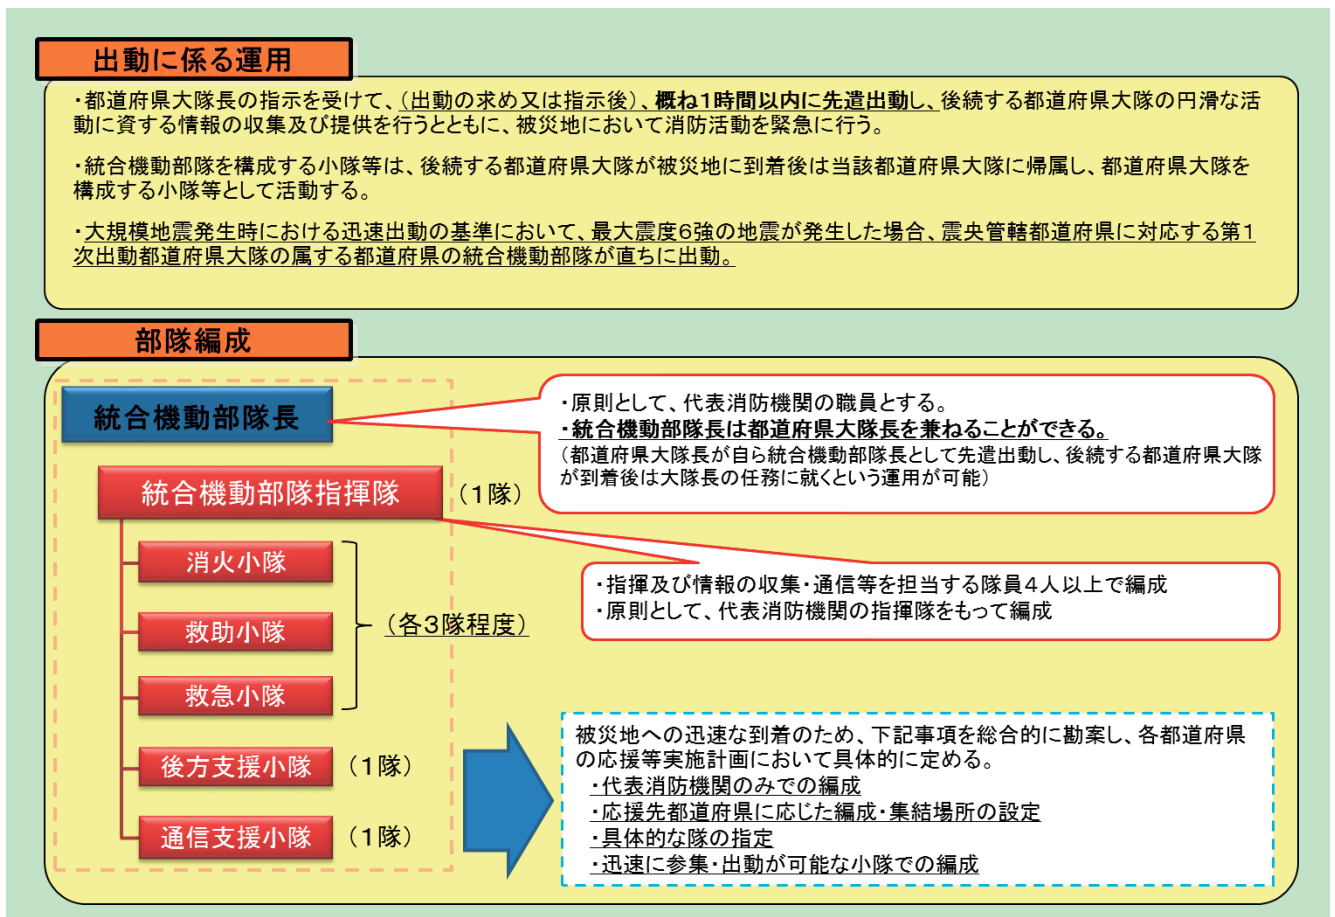 出動に係る運用
・都道府県大隊長の指示を受けて、（出動の求め又は指示後）、概ね１時間以内に先遣出動し、後続する都道府県大隊の円滑な活
動に資する情報の収集及び提供を行うとともに、被災地において消防活動を緊急に行う。
・統合機動部隊を構成する小隊等は、後続する都道府県大隊が被災地に到着後は当該都道府県大隊に帰属し、都道府県大隊を
構成する小隊等として活動する。
・大規模地震発生時における迅速出動の基準において、最大震度６強の地震が発生した場合、震央管轄都道府県に対応する第１
次出動都道府県大隊の属する都道府県の統合機動部隊が直ちに出動。
部隊編成
統合機動部隊長
・原則として、代表消防機関の職員とする。
・統合機動部隊長は都道府県大隊長を兼ねることができる。
（都道府県大隊長が自ら統合機動部隊長として先遣出動し、後続する都道府県大隊
が到着後は大隊長の任務に就くという運用が可能）
統合機動部隊指揮隊 （１隊）
・指揮及び情報の収集・通信等を担当する隊員４人以上で編成
・原則として、代表消防機関の指揮隊をもって編成
消火小隊
救助小隊 （各３隊程度）
救急小隊
後方支援小隊 （１隊）
通信支援小隊 （１隊）
被災地への迅速な到着のため、下記事項を総合的に勘案し、各都道府県
の応援等実施計画において具体的に定める。
・代表消防機関のみでの編成
・応援先都道府県に応じた編成・集結場所の設定
・具体的な隊の指定
・迅速に参集・出動が可能な小隊での編成